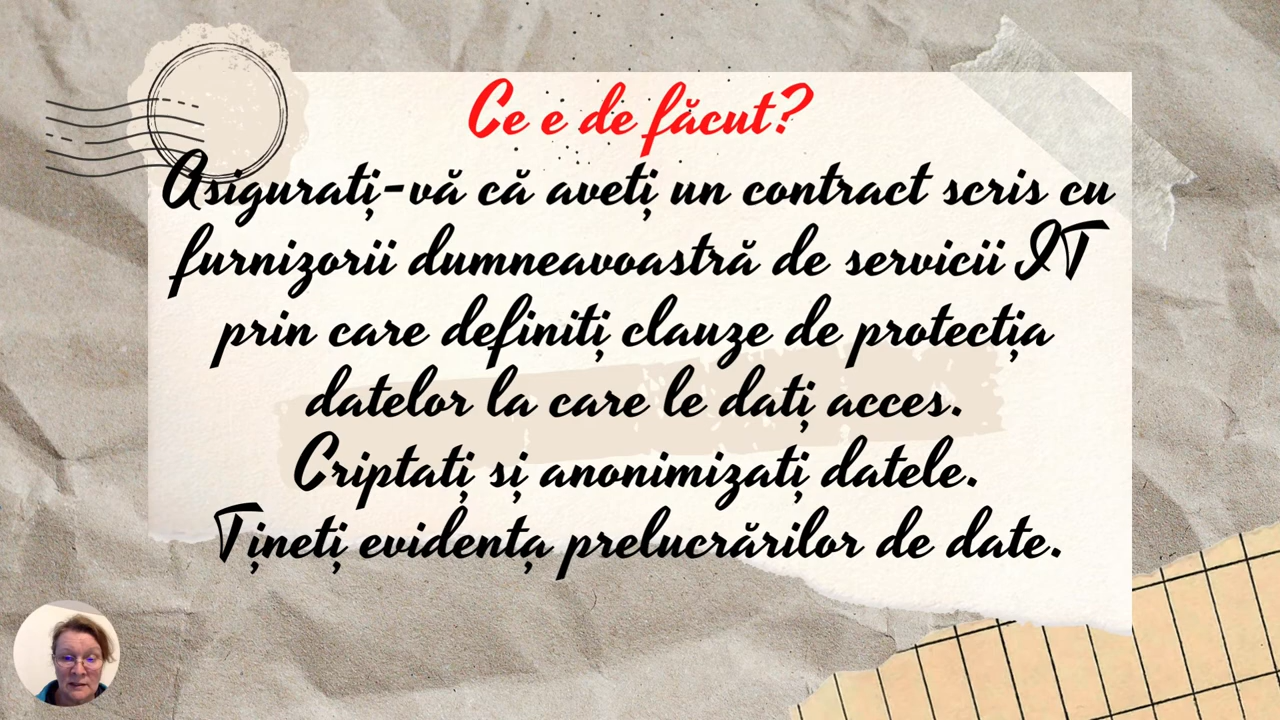 Ce e de făcut?
Asigurați-vă că aveți un contract scris cu
furnizorii dumneavoastră de servicii IT
prin care definiți clauze de protecția
datelor la care le dați acces.
Criptați și anonimizați datele.
Țineți evidența prelucrărilor de date.